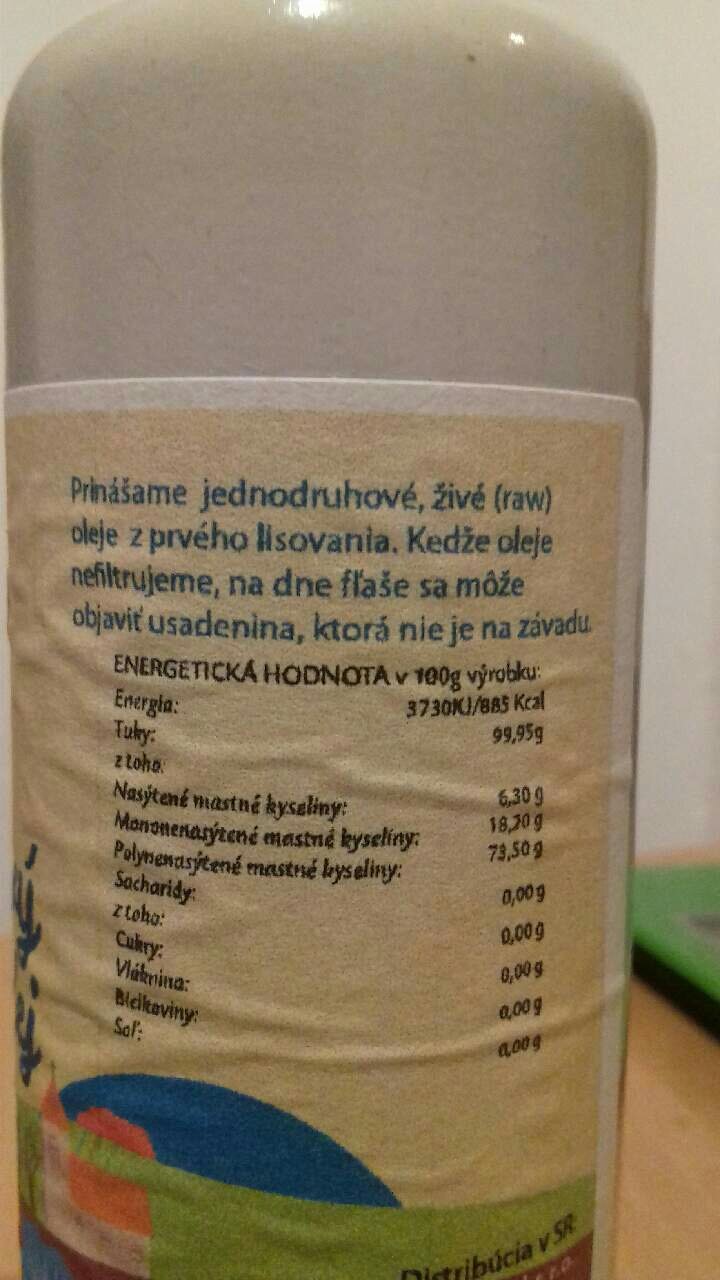 Prinášame jednodruhové, živé (raw)
oleje z prvého lisovania. Kedže oleje
nefiltrujeme, na dne fľaše sa môže
objaviť usadenina, ktorá nie je na závadu.
ENERGETICKÁ HODNOTA v 100g výrobku:
Energia: 3730KJ/885 Kcal
Tuky: 99,95g
z toho:
Nasýtené mastné kyseliny: 6,30 g
Mononenasýtené mastné kyselíny: 18,20 g
Polynenasýtené mastné kyseliny: 73,50 g
Sacharidy: 0,00 g
z toho:
Cukry: 0,00 g
Vláknina: 0,00 g
Bielkoviny: 0,00 g
Soľ: 0,00 g
Distribúcia v SR: